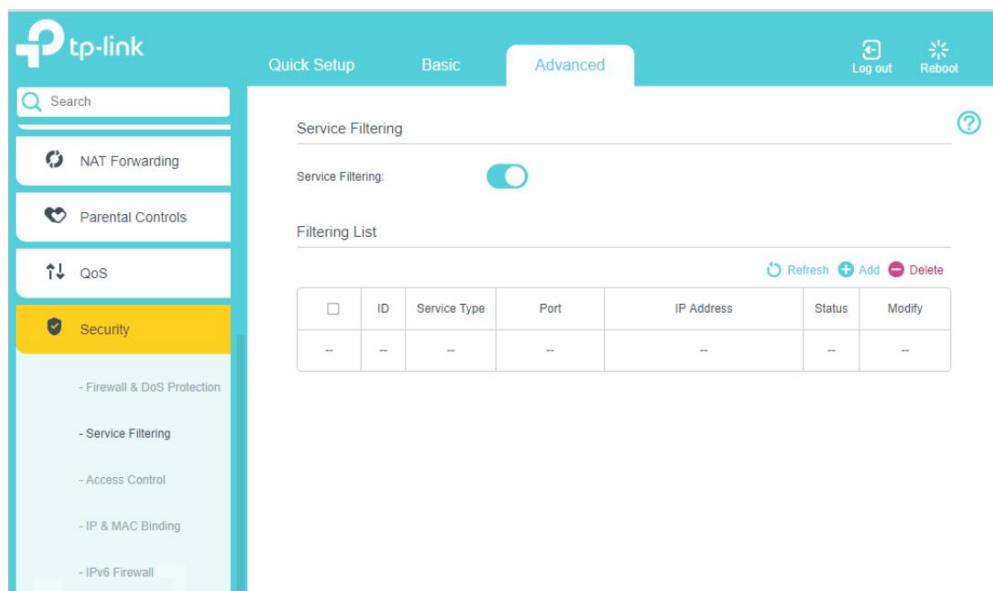 tp-link
Quick Setup
Basic
Advanced
Log out
Reboot
Search
NAT Forwarding
Parental Controls
QoS
Security
- Firewall & DoS Protection
- Service Filtering
- Access Control
- IP & MAC Binding
- IPv6 Firewall
Service Filtering
Service Filtering:
Filtering List
Refresh Add Delete
ID Service Type Port IP Address Status Modify
-- -- -- -- -- -- --